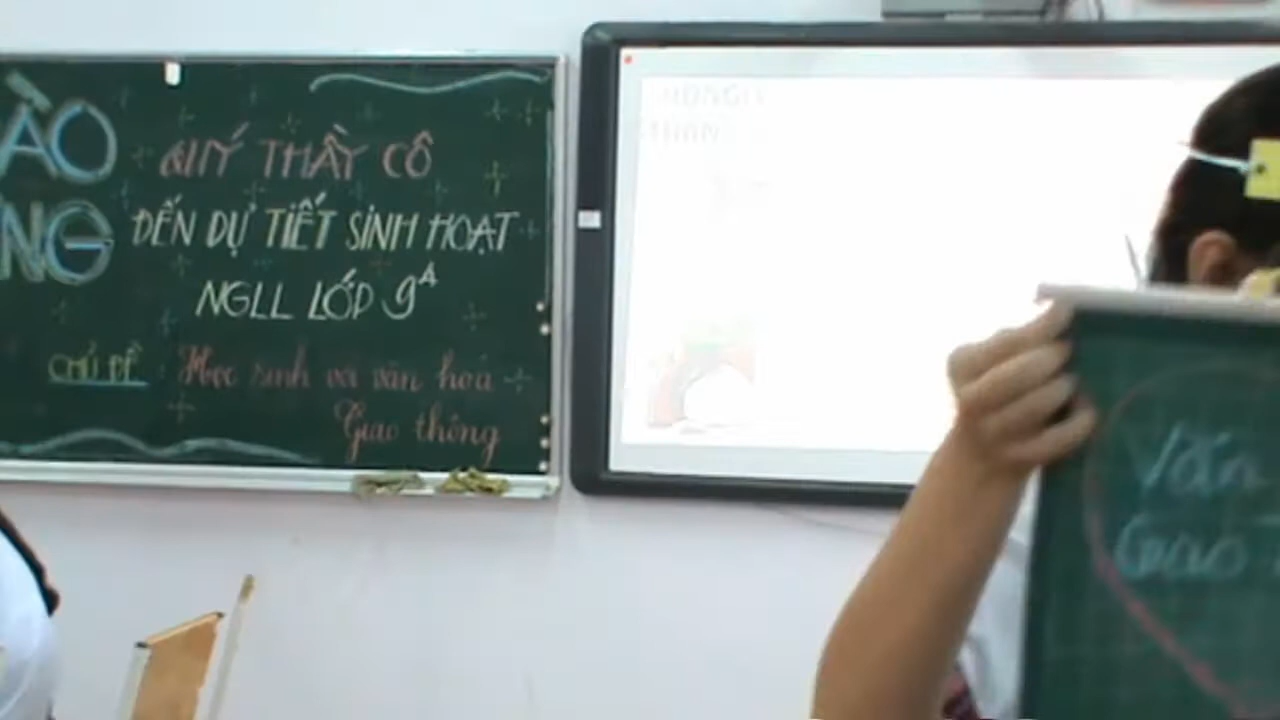 ÀO
NG
QUÝ THẦY CÔ
ĐẾN DỰ TIẾT SINH HOẠT
NGLL LỚP 9A
CHỦ ĐỀ: Học sinh với văn hoá
Giao thông
Văn
Giao